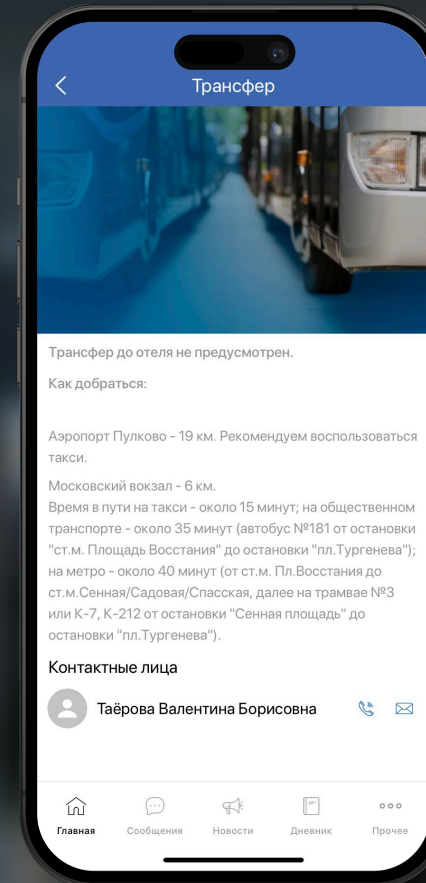 Трансфер
Трансфер до отеля не предусмотрен.
Как добраться:
Аэропорт Пулково - 19 км. Рекомендуем воспользоваться
такси.
Московский вокзал - 6 км.
Время в пути на такси - около 15 минут; на общественном
транспорте - около 35 минут (автобус №181 от остановки
"ст.м. Площадь Восстания" до остановки "пл.Тургенева");
на метро - около 40 минут (от ст.м. Пл.Восстания до
ст.м.Сенная/Садовая/Спасская, далее на трамвае №3
или К-7, К-212 от остановки "Сенная площадь" до
остановки "пл.Тургенева").
Контактные лица
Таёрова Валентина Борисовна
Главная Сообщения Новости Дневник Прочее